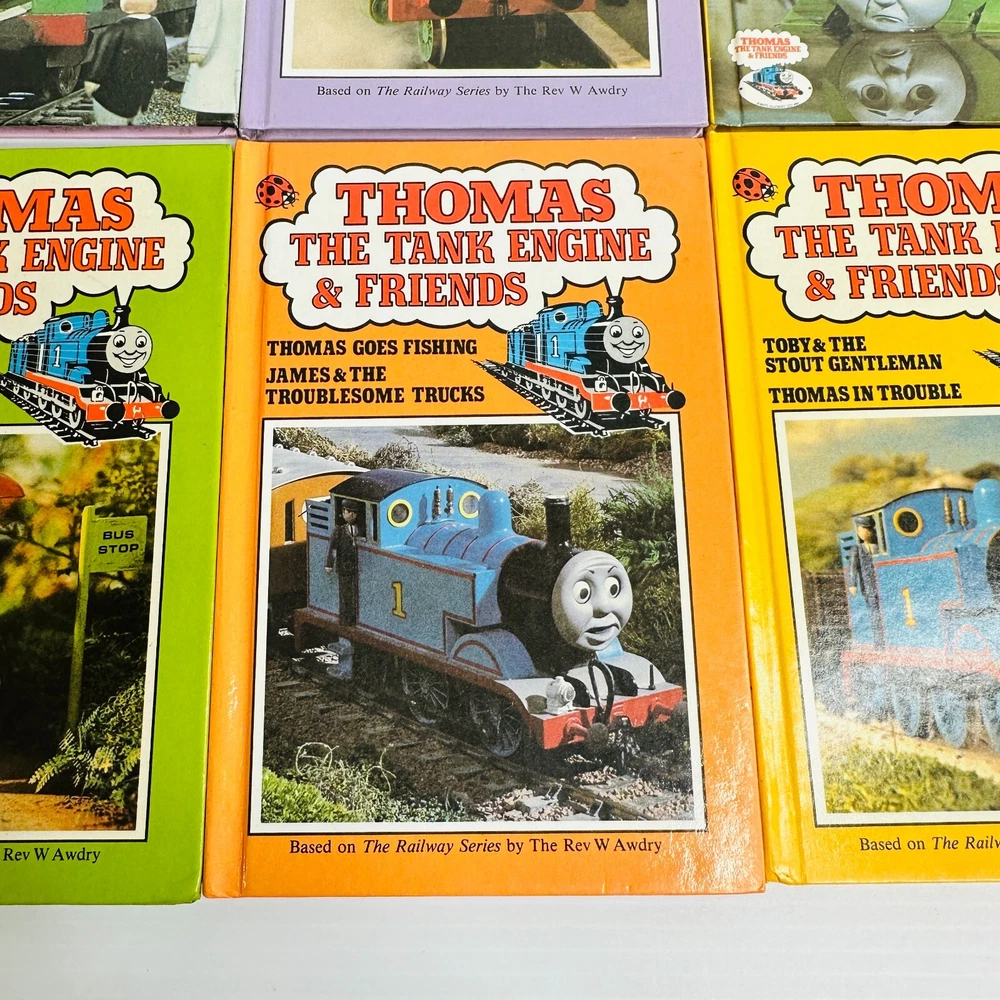 Based on The Railway Series by The Rev W Awdry
THOMAS
THE TANK ENGINE
& FRIENDS
MAS
ENGINE
DS
1
BUS
STOP
Rev W Awdry
THOMAS
THE TANK ENGINE
& FRIENDS
1
THOMAS GOES FISHING
JAMES & THE
TROUBLESOME TRUCKS
1
Based on The Railway Series by The Rev W Awdry
THOM
THE TANK
& FRIENDS
TOBY & THE
STOUT GENTLEMAN
THOMAS IN TROUBLE
1
Based on The Railw